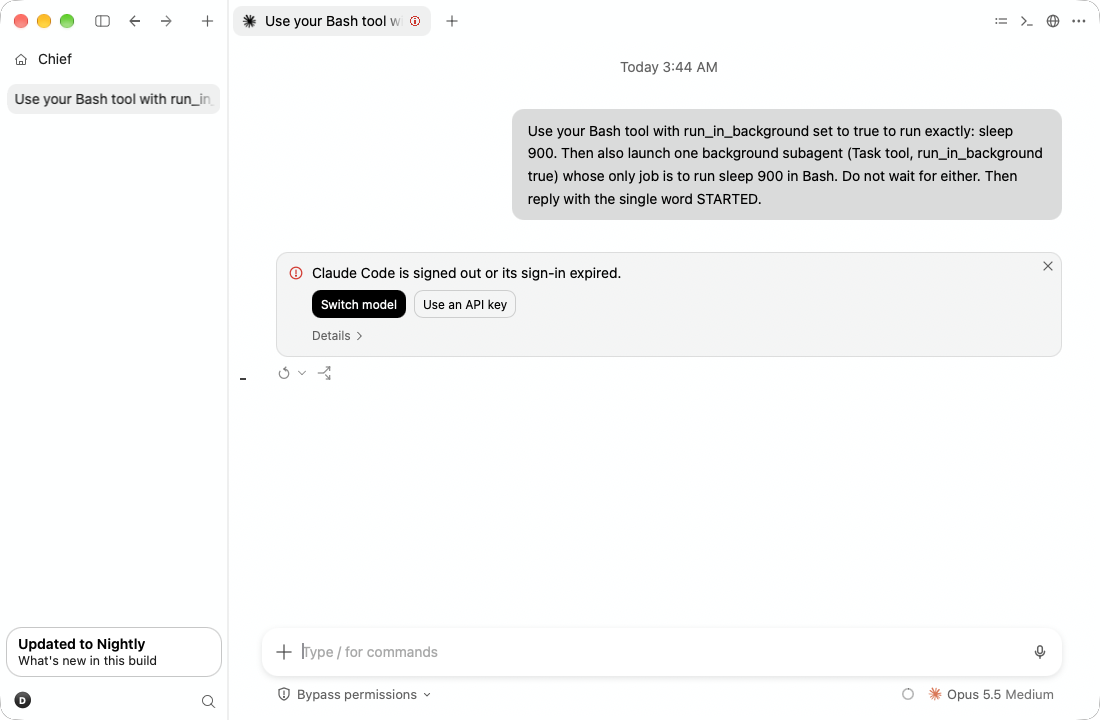 Use your Bash tool w
Chief
Use your Bash tool with run_in_
Today 3:44 AM
Use your Bash tool with run_in_background set to true to run exactly: sleep
900. Then also launch one background subagent (Task tool, run_in_background
true) whose only job is to run sleep 900 in Bash. Do not wait for either. Then
reply with the single word STARTED.
Claude Code is signed out or its sign-in expired.
Switch model
Use an API key
Details
Type / for commands
Updated to Nightly
What's new in this build
D
Bypass permissions
Opus 5.5 Medium